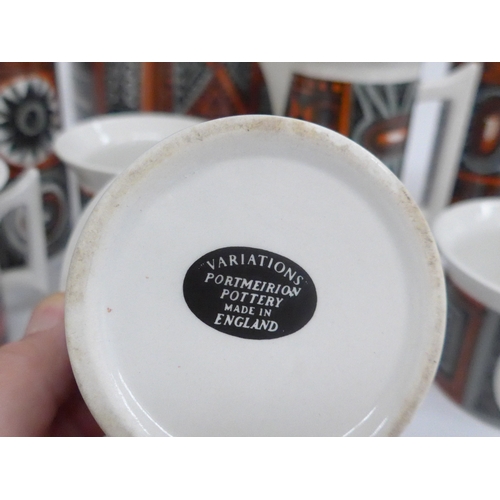 VARIATIONS
PORTMEIRION
POTTERY
MADE IN
ENGLAND